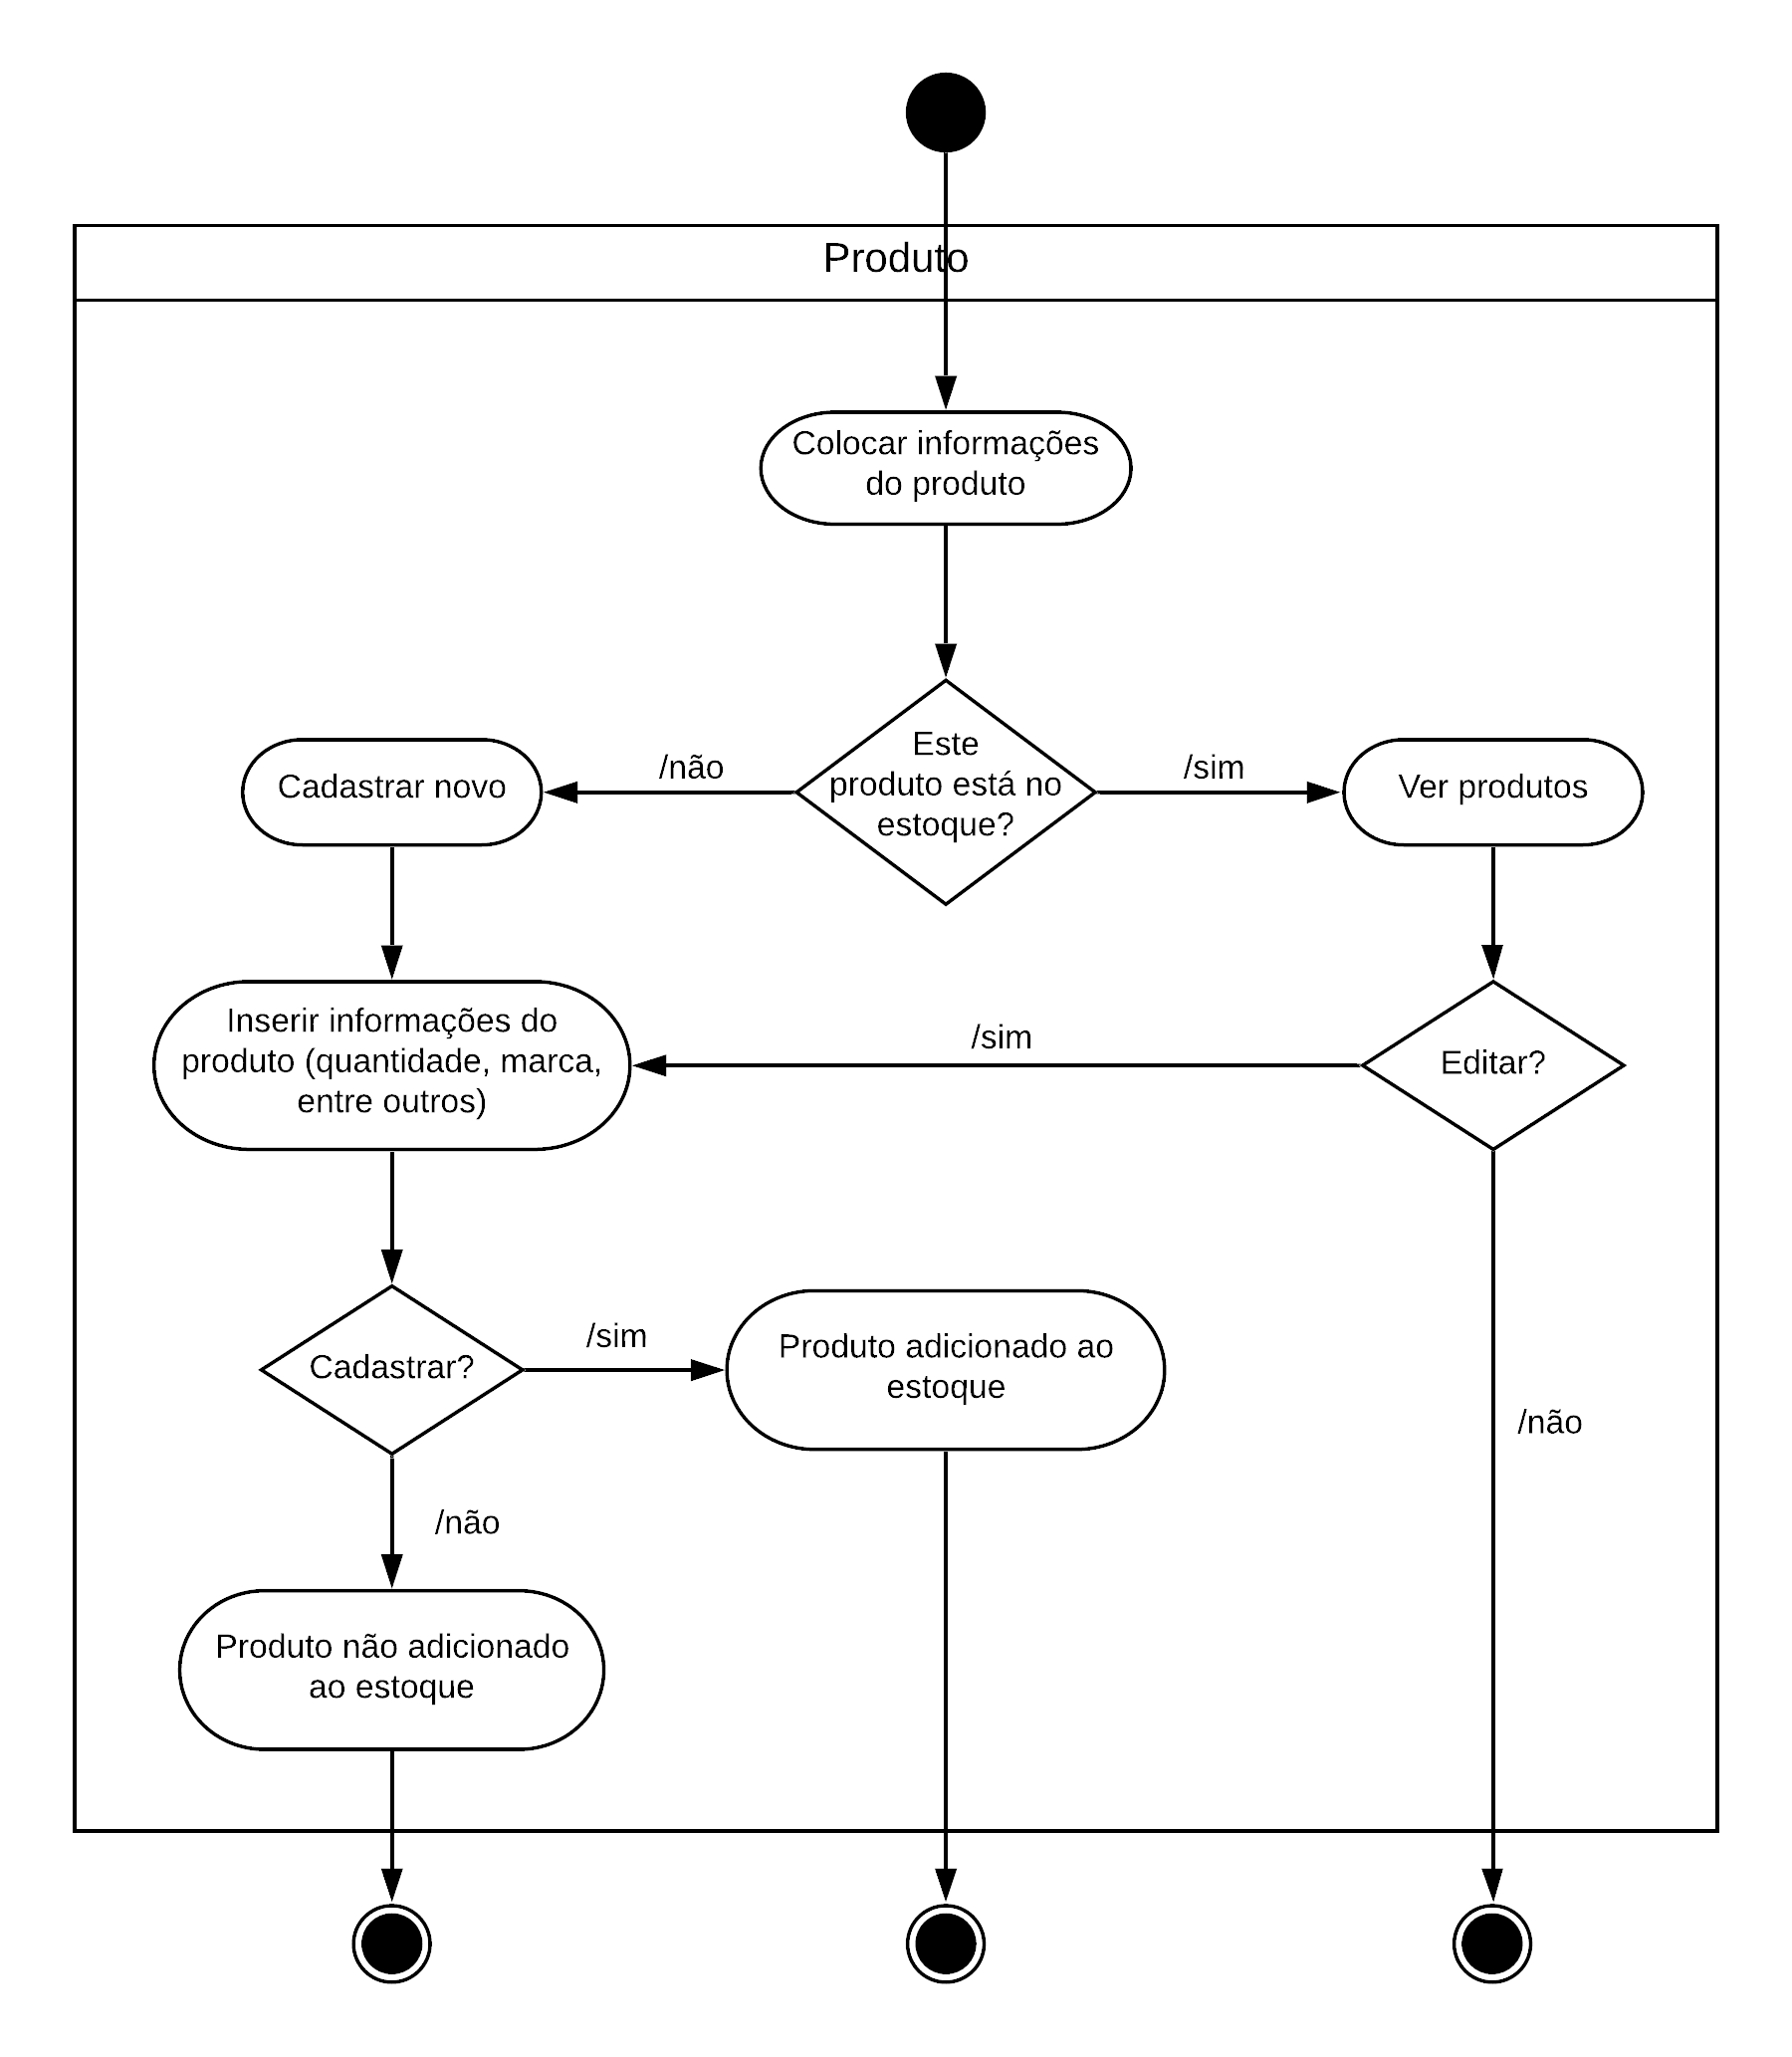 Produto
Colocar informações
do produto
Este
produto está no
estoque?
/não
/sim
Cadastrar novo
Ver produtos
Inserir informações do
produto (quantidade, marca,
entre outros)
/sim
Editar?
Cadastrar?
/sim
Produto adicionado ao
estoque
/não
/não
Produto não adicionado
ao estoque